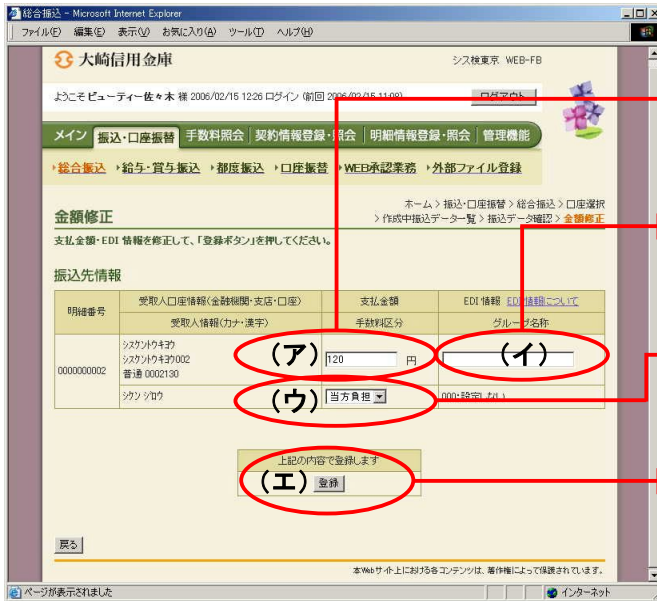 総合振込 - Microsoft Internet Explorer
ファイル(F) 編集(E) 表示(V) お気に入り(A) ツール(T) ヘルプ(H)
大崎信用金庫
シス検東京 WEB-FB
ようこそ ビューティー佐々木 様 2006/02/15 12:26 ログイン (前回 2006/02/15 11:08)
ログアウト
メイン 振込・口座振替 手数料照会 契約情報登録・照会 明細情報登録・照会 管理機能
総合振込 給与・賞与振込 都度振込 口座振替 WEB承認業務 外部ファイル登録
ホーム > 振込・口座振替 > 総合振込 > 口座選択
> 作成中振込データ一覧 > 振込データ確認 > 金額修正
金額修正
支払金額・EDI 情報を修正して、「登録ボタン」を押してください。
振込先情報
明細番号 受取人口座情報(金融機関・支店・口座) 支払金額 EDI 情報 EDI情報について
受取人情報(カナ・漢字) 手数料区分 グループ名称
シスケントウキヨウ
0000000002 シスケントウキヨウ002 (ア) 120 円 (イ)
普通 0002130
シケン ジロウ (ウ) 当方負担 000:設定しない
上記の内容で登録します
(エ) 登録
戻る
本Webサイト上における各コンテンツは、著作権によって保護されています。
ページが表示されました インターネット